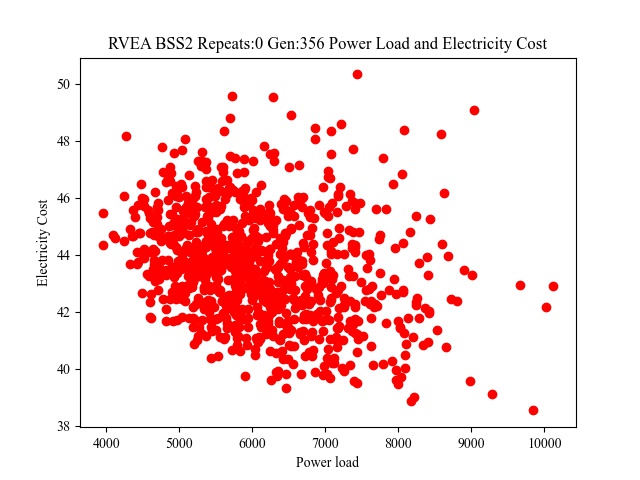 RVEA BSS2 Repeats:0 Gen:356 Power Load and Electricity Cost
50
48
46
44
42
40
38
Electricity Cost
4000 5000 6000 7000 8000 9000 10000
Power load